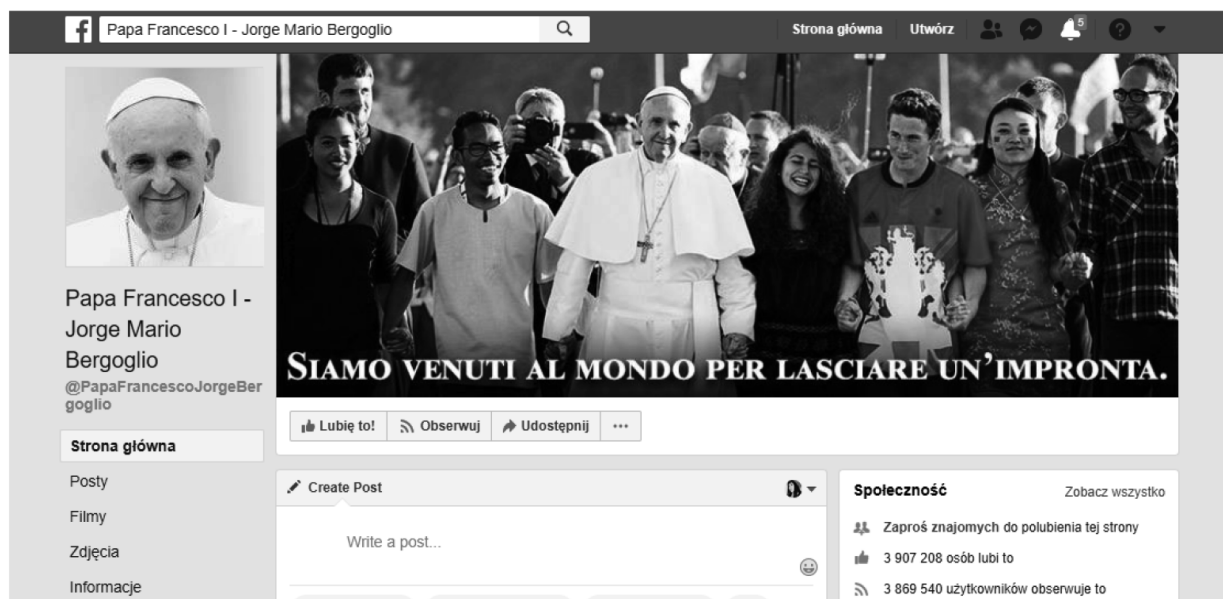 Papa Francesco I - Jorge Mario Bergoglio
Strona główna
Utwórz
5
Papa Francesco I -
Jorge Mario
Bergoglio
@PapaFrancescoJorgeBer
goglio
Strona główna
Posty
Filmy
Zdjęcia
Informacje
SIAMO VENUTI AL MONDO PER LASCIARE UN'IMPRONTA.
Lubię to!
Obserwuj
Udostępnij
Create Post
Write a post...
Społeczność
Zobacz wszystko
Zaproś znajomych do polubienia tej strony
3 907 208 osób lubi to
3 869 540 użytkowników obserwuje to